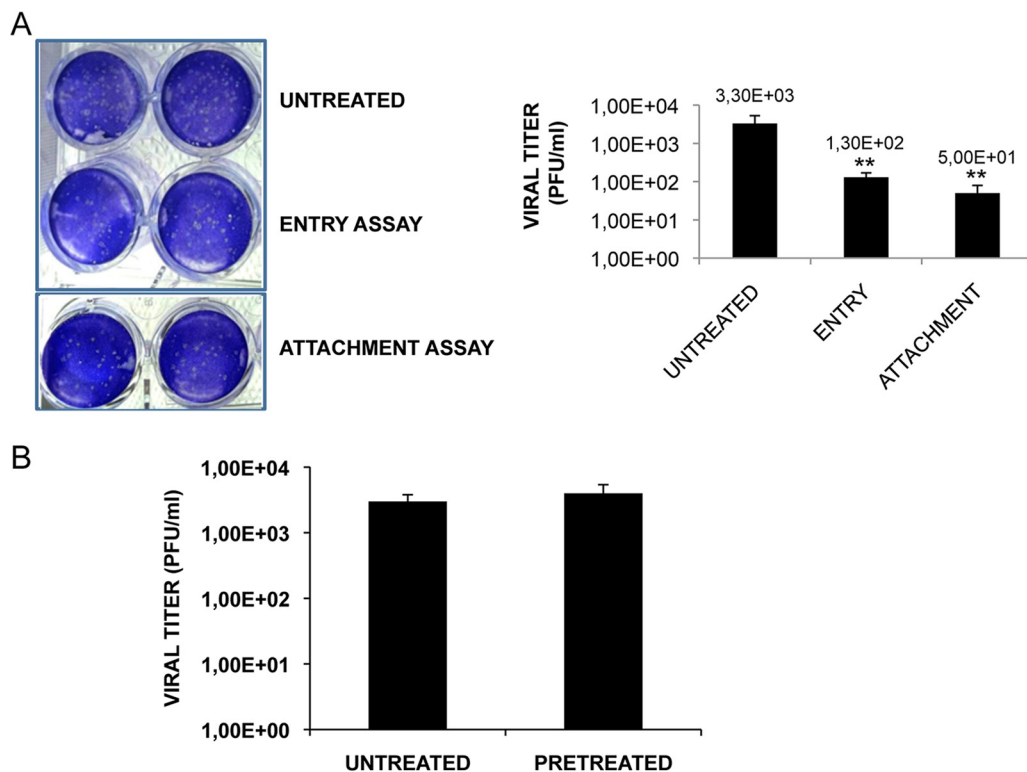 A
UNTREATED
ENTRY ASSAY
ATTACHMENT ASSAY
VIRAL TITER
(PFU/ml)
1,00E+04
1,00E+03
1,00E+02
1,00E+01
1,00E+00
3,30E+03
1,30E+02
**
5,00E+01
**
UNTREATED
ENTRY
ATTACHMENT
B
VIRAL TITER (PFU/ml)
1,00E+04
1,00E+03
1,00E+02
1,00E+01
1,00E+00
UNTREATED
PRETREATED